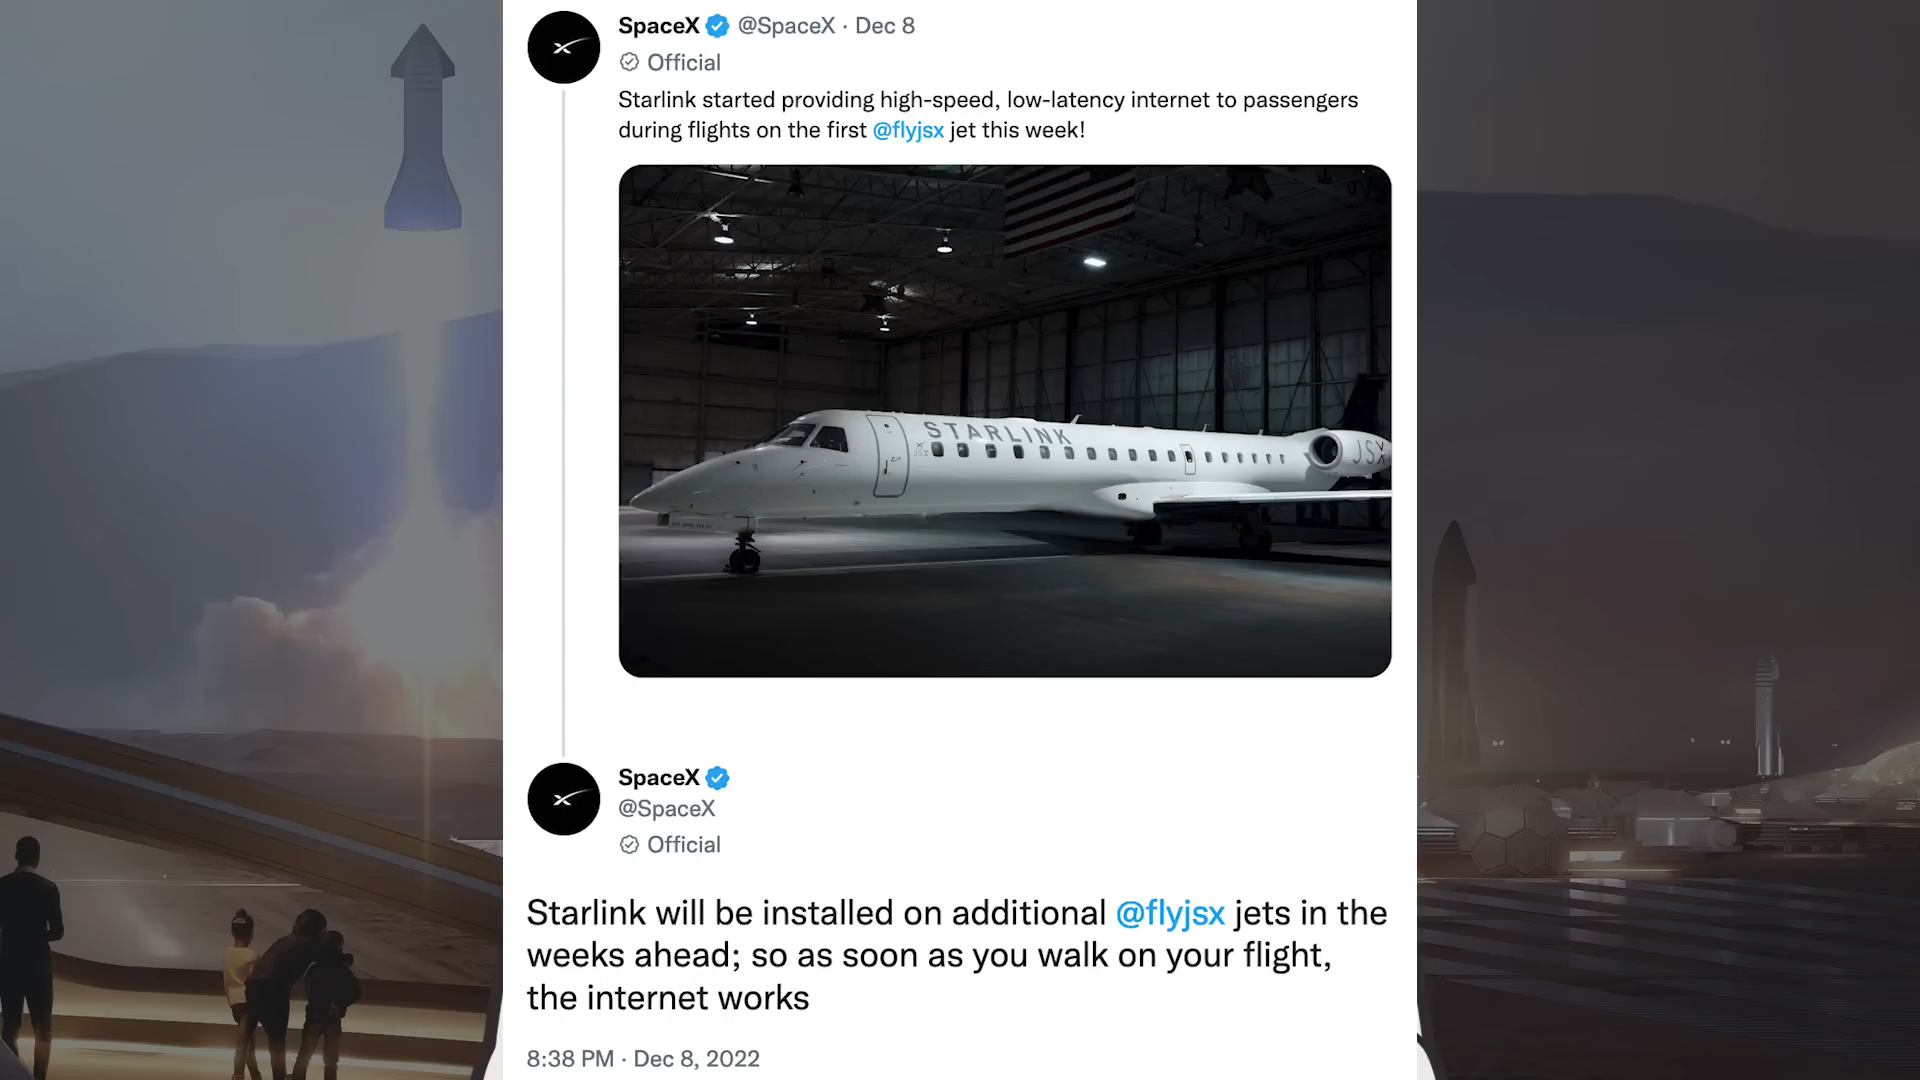 SpaceX @SpaceX · Dec 8
Official
Starlink started providing high-speed, low-latency internet to passengers
during flights on the first @flyjsx jet this week!
STARLINK
JSX
JSX
SpaceX
@SpaceX
Official
Starlink will be installed on additional @flyjsx jets in the
weeks ahead; so as soon as you walk on your flight,
the internet works
8:38 PM · Dec 8, 2022